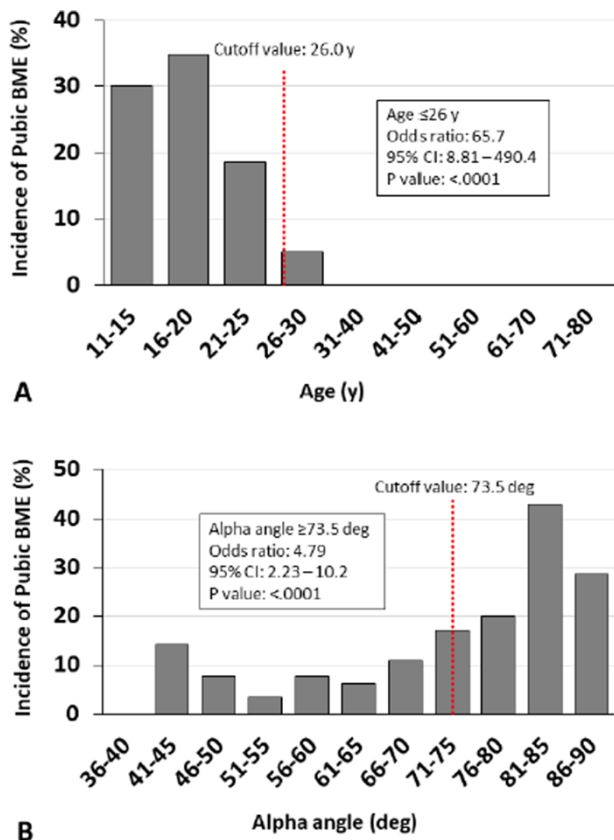 40
30
20
10
0
Incidence of Pubic BME (%)
Cutoff value: 26.0 y
Age ≤26 y
Odds ratio: 65.7
95% CI: 8.81–490.4
P value: <.0001
11-15
16-20
21-25
26-30
31-40
41-50
51-60
61-70
71-80
Age (y)
A
50
40
30
20
10
0
Incidence of Pubic BME (%)
Cutoff value: 73.5 deg
Alpha angle ≥73.5 deg
Odds ratio: 4.79
95% CI: 2.23–10.2
P value: <.0001
36-40
41-45
46-50
51-55
56-60
61-65
66-70
71-75
76-80
81-85
86-90
Alpha angle (deg)
B